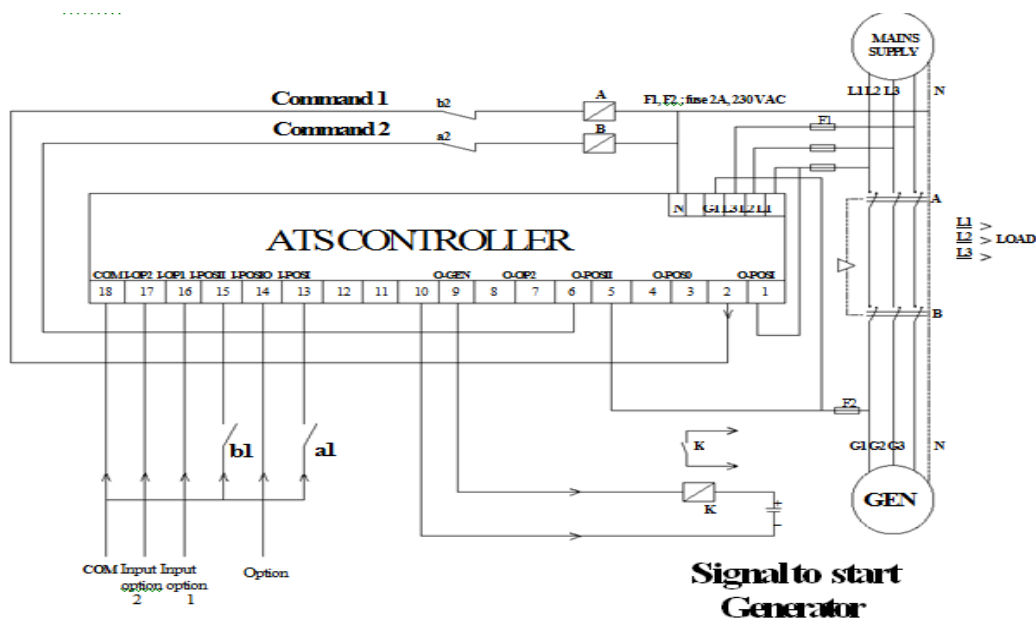 MAINS
SUPPLY
L1 L2 L3
N
Command 1
b2
A
F1, F2 : fuse 2A, 230 VAC
F1
Command 2
a2
B
N G1 L3 L2 L1
A
ATS CONTROLLER
L1 > 
L2 > LOAD
L3 >
COM I-OP2 I-OP1 I-POSII I-POSIO I-POSI O-GEN O-OP2 O-POSII O-POS0 O-POSI
18 17 16 15 14 13 12 11 10 9 8 7 6 5 4 3 2 1
B
F2
b1
a1
K
G1 G2 G3
N
GEN
K
+
-
COM Input Input
option option
2 1
Option
Signal to start
Generator